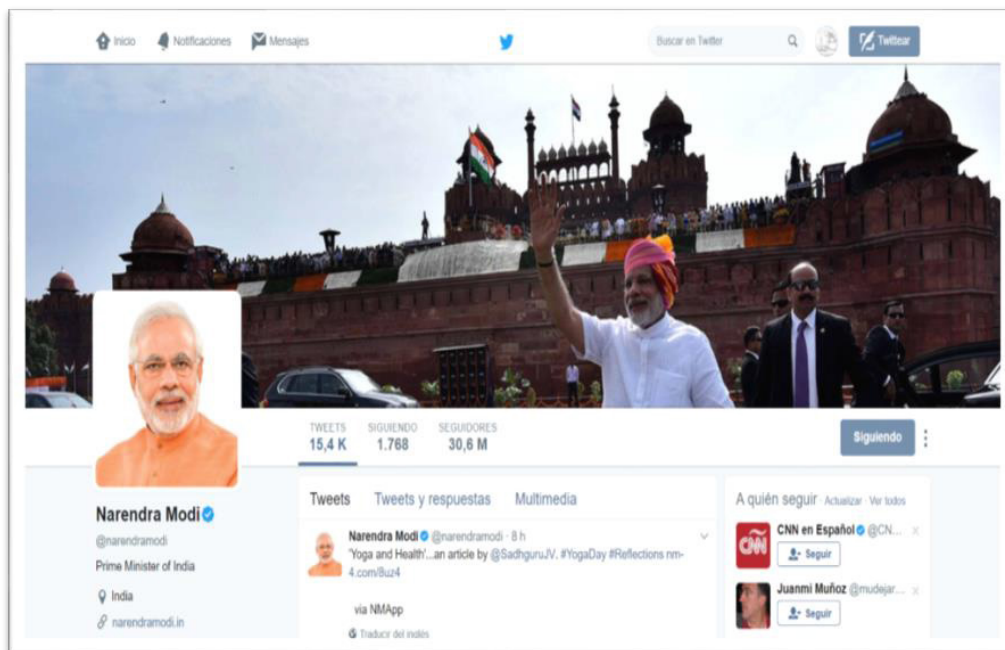 Inicio Notificaciones Mensajes Buscar en Twitter Twittear
TWEETS SIGUIENDO SEGUIDORES
15,4 K 1.768 30,6 M Siguiendo
Narendra Modi
@narendramodi
Prime Minister of India
India
narendramodi.in
Tweets Tweets y respuestas Multimedia
Narendra Modi @narendramodi · 8 h
'Yoga and Health'...an article by @SadhguruJV. #YogaDay #Reflections nm-
4.com/8uz4
via NMApp
Traducir del inglés
A quién seguir · Actualizar · Ver todos
CNN
CNN en Español @CN...
Seguir
Juanmi Muñoz @mudejar...
Seguir